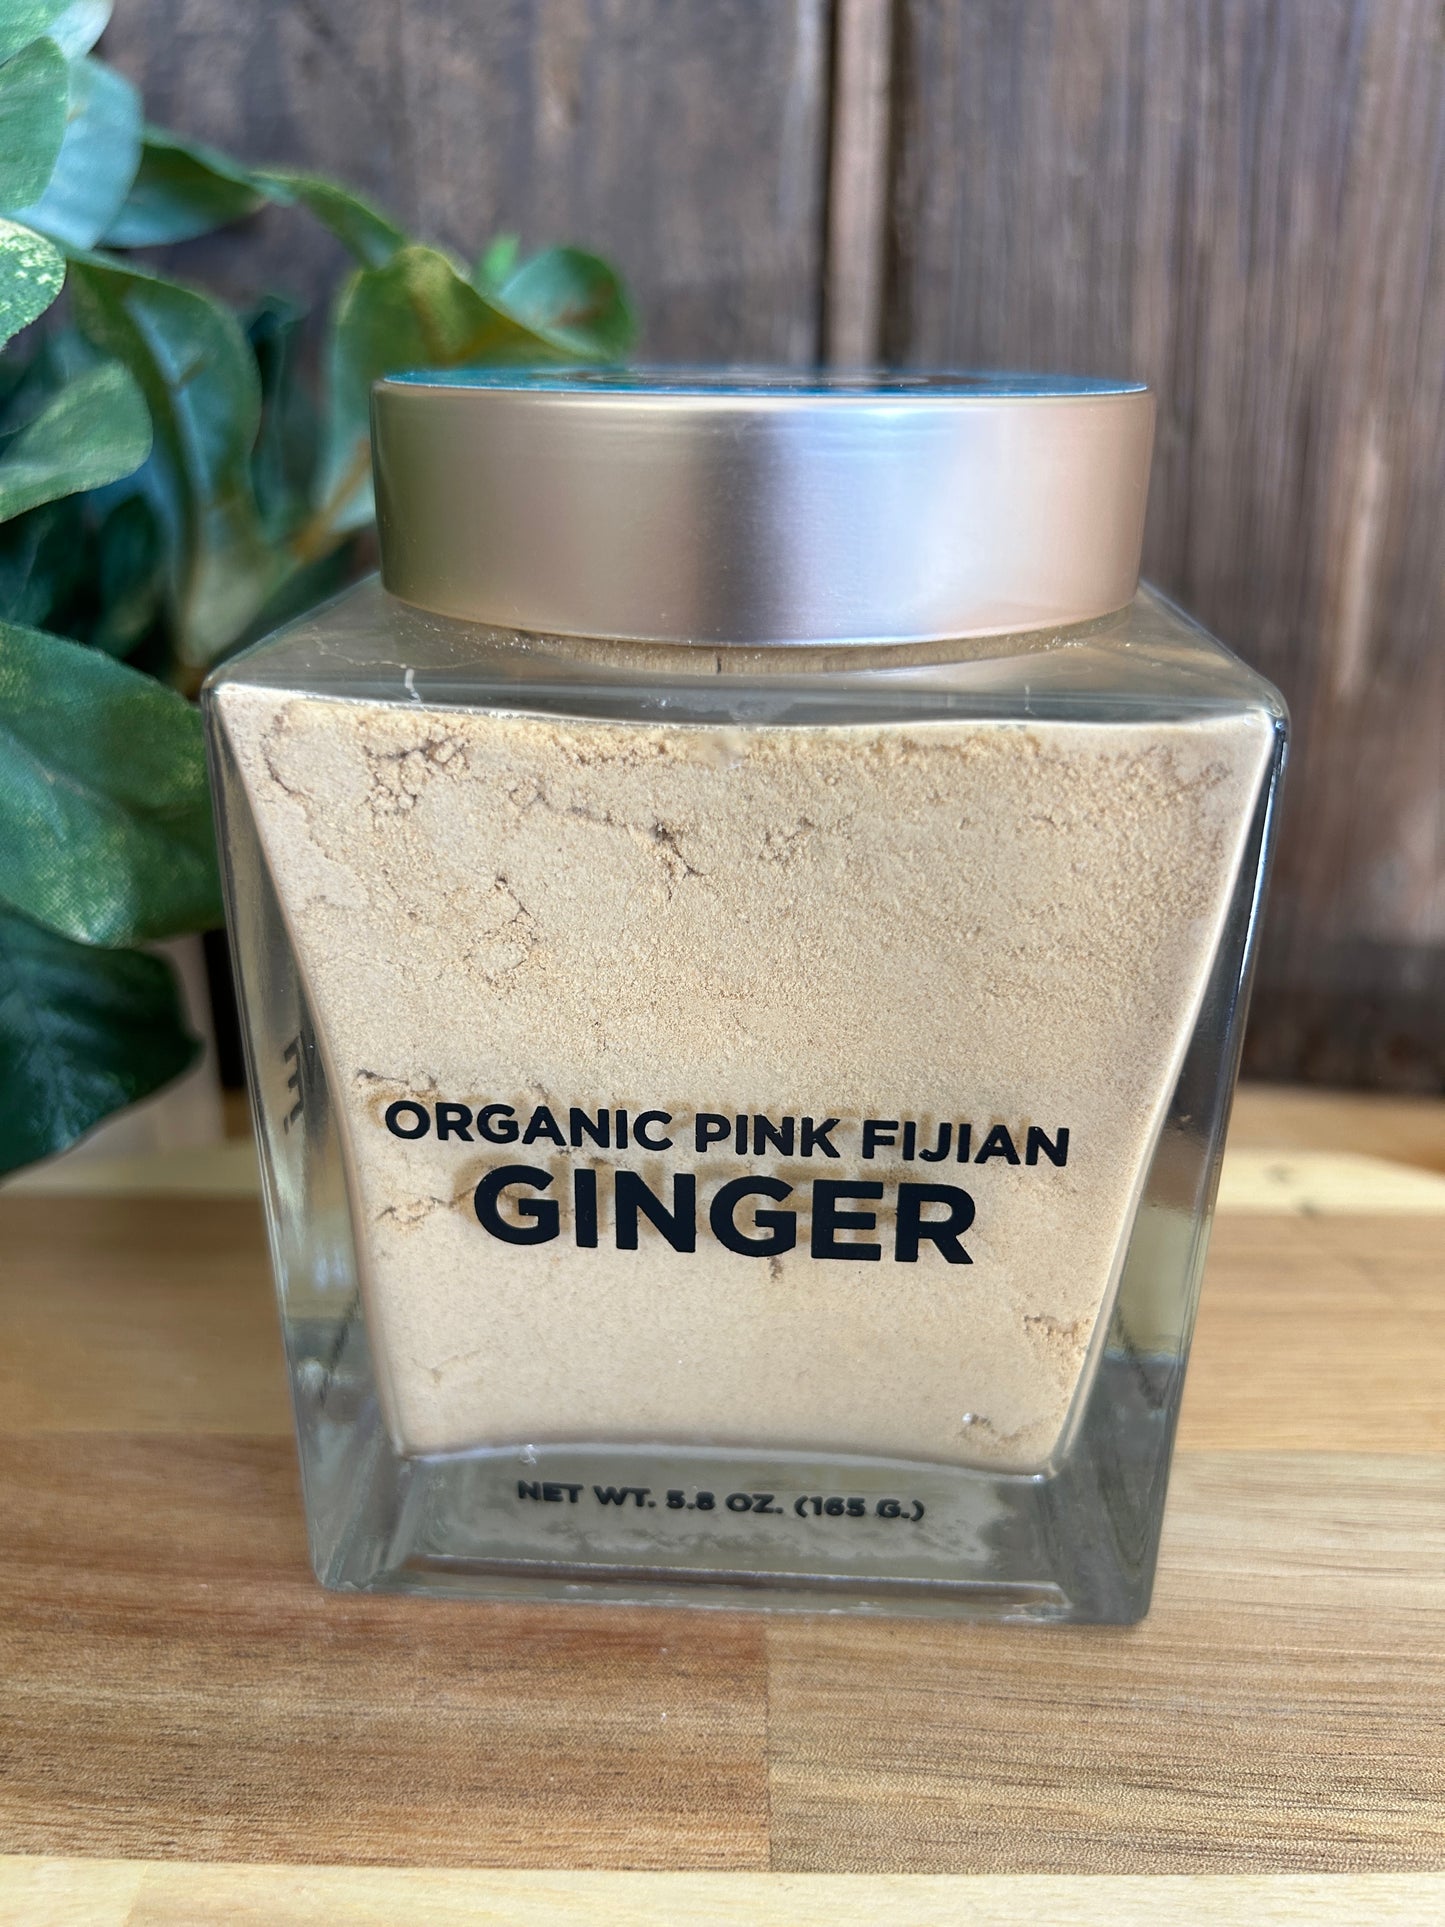 ORGANIC PINK FIJIAN
GINGER
NET WT. 5.8 OZ. (165 G.)